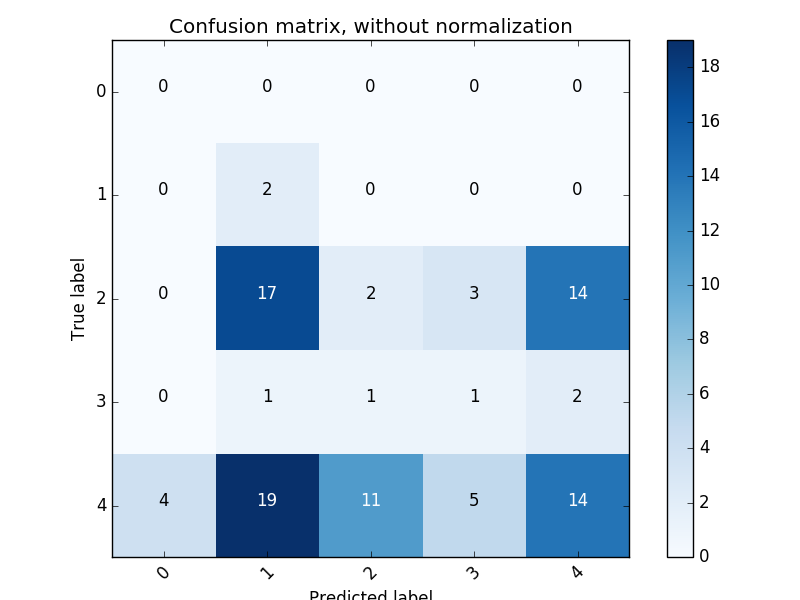 Confusion matrix, without normalization
0 0 0 0 0 0
1 0 2 0 0 0
2 0 17 2 3 14
3 0 1 1 1 2
4 4 19 11 5 14
0 1 2 3 4
True label
Predicted label
18
16
14
12
10
8
6
4
2
0